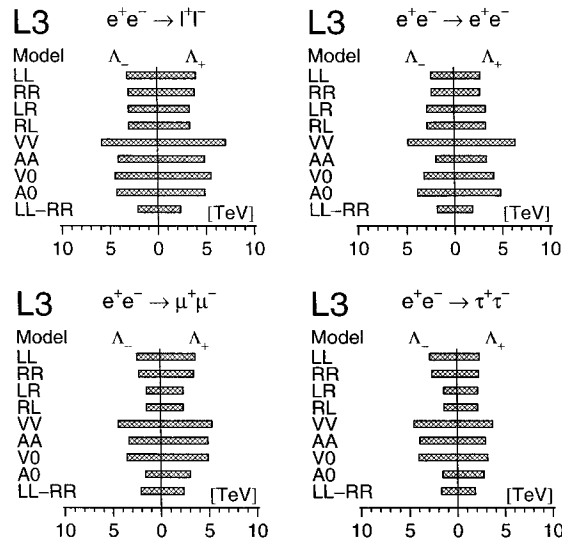 L3 e⁺e⁻ → l⁺l⁻
Model Λ₋ Λ₊
LL
RR
LR
RL
VV
AA
V0
A0
LL−RR [TeV]
10 5 0 5 10
L3 e⁺e⁻ → e⁺e⁻
Model Λ₋ Λ₊
LL
RR
LR
RL
VV
AA
V0
A0
LL−RR [TeV]
10 5 0 5 10
L3 e⁺e⁻ → μ⁺μ⁻
Model Λ₋ Λ₊
LL
RR
LR
RL
VV
AA
V0
A0
LL−RR [TeV]
10 5 0 5 10
L3 e⁺e⁻ → τ⁺τ⁻
Model Λ₋ Λ₊
LL
RR
LR
RL
VV
AA
V0
A0
LL−RR [TeV]
10 5 0 5 10